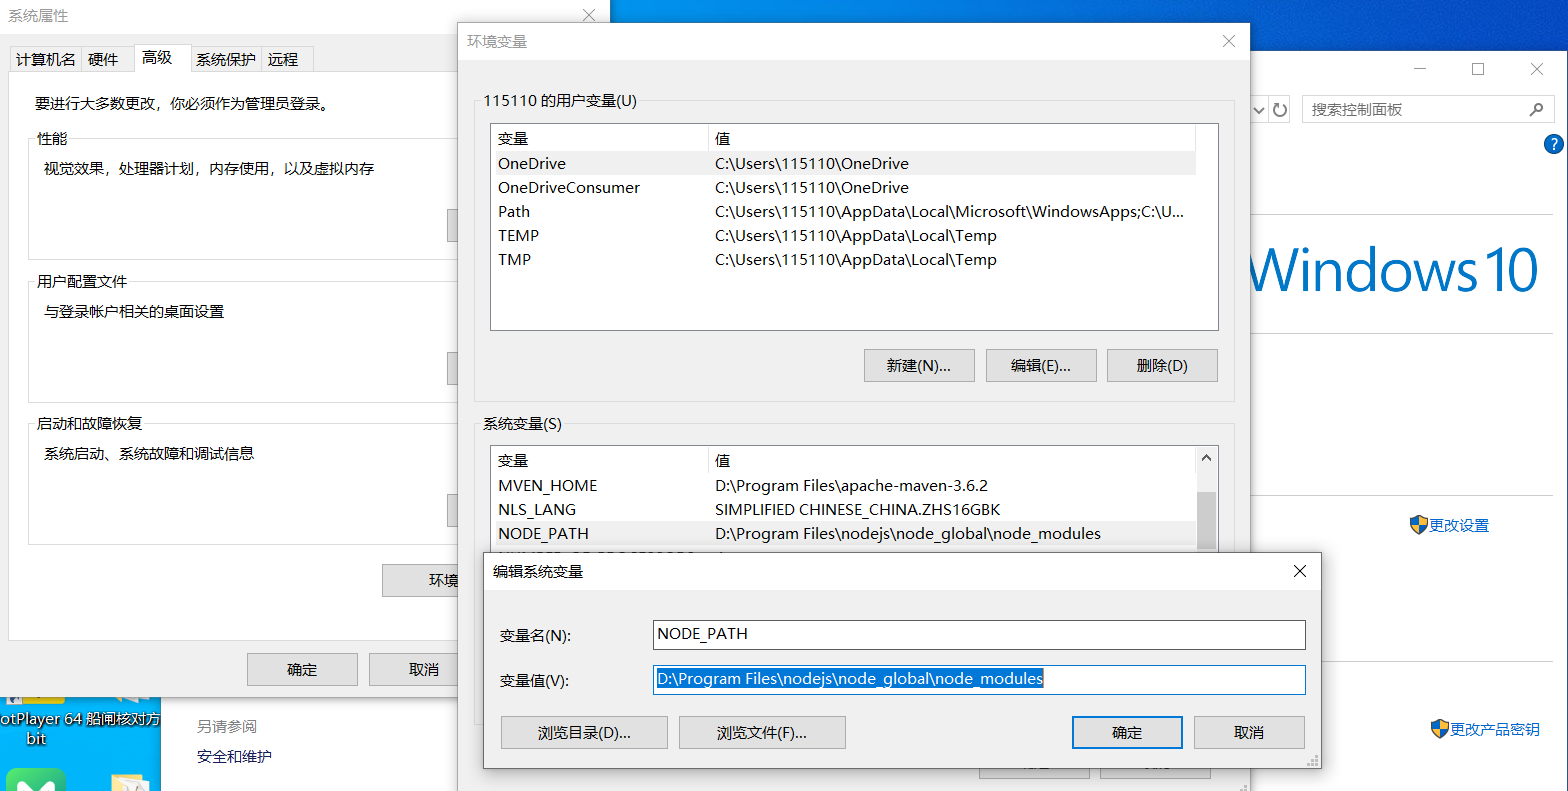 系统属性
计算机名 硬件 高级 系统保护 远程
要进行大多数更改，你必须作为管理员登录。
性能
视觉效果，处理器计划，内存使用，以及虚拟内存
用户配置文件
与登录帐户相关的桌面设置
启动和故障恢复
系统启动、系统故障和调试信息
环境
确定 取消
环境变量
115110 的用户变量(U)
变量 值
OneDrive C:\Users\115110\OneDrive
OneDriveConsumer C:\Users\115110\OneDrive
Path C:\Users\115110\AppData\Local\Microsoft\WindowsApps;C:\U...
TEMP C:\Users\115110\AppData\Local\Temp
TMP C:\Users\115110\AppData\Local\Temp
新建(N)... 编辑(E)... 删除(D)
系统变量(S)
变量 值
MVEN_HOME D:\Program Files\apache-maven-3.6.2
NLS_LANG SIMPLIFIED CHINESE_CHINA.ZHS16GBK
NODE_PATH D:\Program Files\nodejs\node_global\node_modules
编辑系统变量
变量名(N): NODE_PATH
变量值(V): D:\Program Files\nodejs\node_global\node_modules
浏览目录(D)... 浏览文件(F)... 确定 取消
搜索控制面板
?
Windows 10
更改设置
更改产品密钥
otPlayer 64 船闸核对方
bit
另请参阅
安全和维护